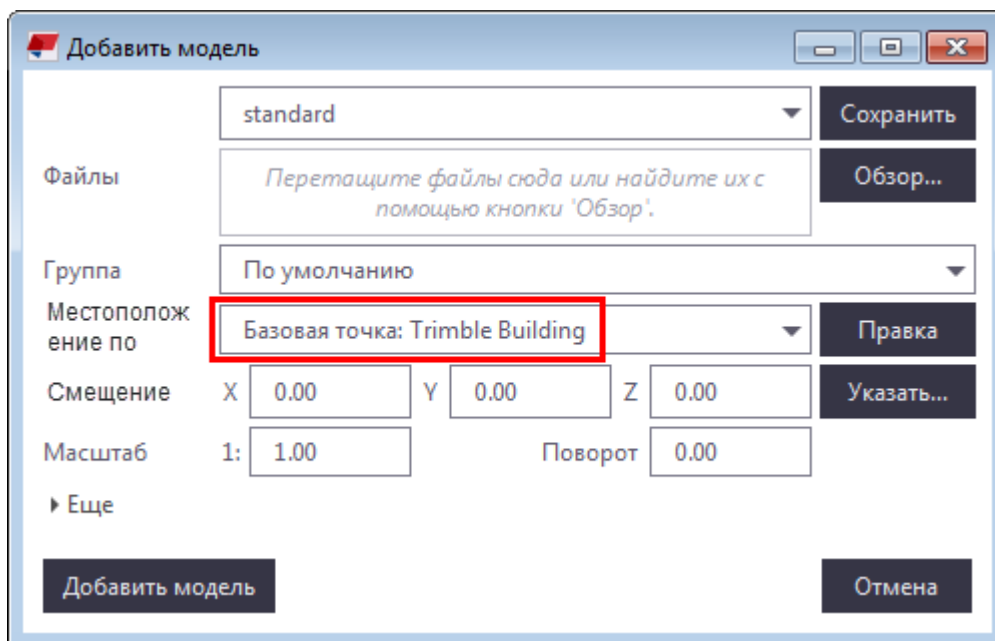 Добавить модель
standard
Сохранить
Файлы
Перетащите файлы сюда или найдите их с
помощью кнопки 'Обзор'.
Обзор...
Группа
По умолчанию
Местополож
ение по
Базовая точка: Trimble Building
Правка
Смещение X 0.00 Y 0.00 Z 0.00 Указать...
Масштаб 1: 1.00 Поворот 0.00
Еще
Добавить модель Отмена